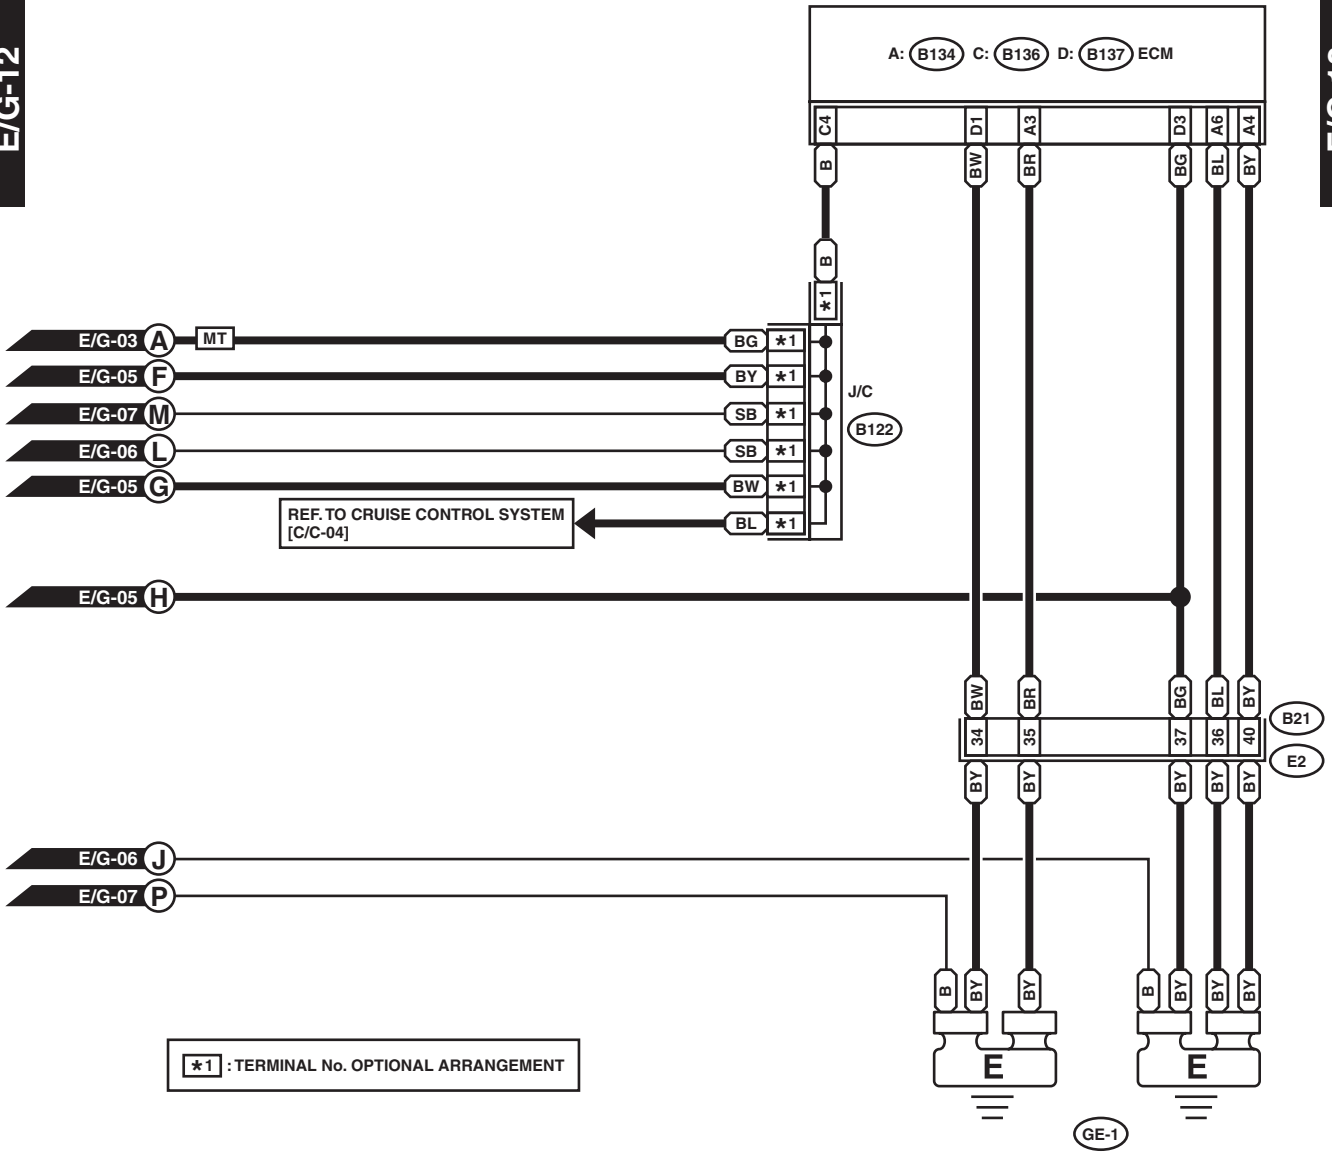 E/G-12
A: B134 C: B136 D: B137 ECM
C4 D1 A3 D3 A6 A4
B BW BR BG BL BY
B
*1
E/G-03 A MT BG *1
E/G-05 F BY *1
J/C
E/G-07 M SB *1
B122
E/G-06 L SB *1
E/G-05 G BW *1
REF. TO CRUISE CONTROL SYSTEM
[C/C-04]
BL *1
E/G-05 H
BW BR BG BL BY
B21
34 35 37 36 40
E2
BY BY BY BY BY
E/G-06 J
E/G-07 P
B BY BY B BY BY BY
*1 : TERMINAL No. OPTIONAL ARRANGEMENT
E E
GE-1